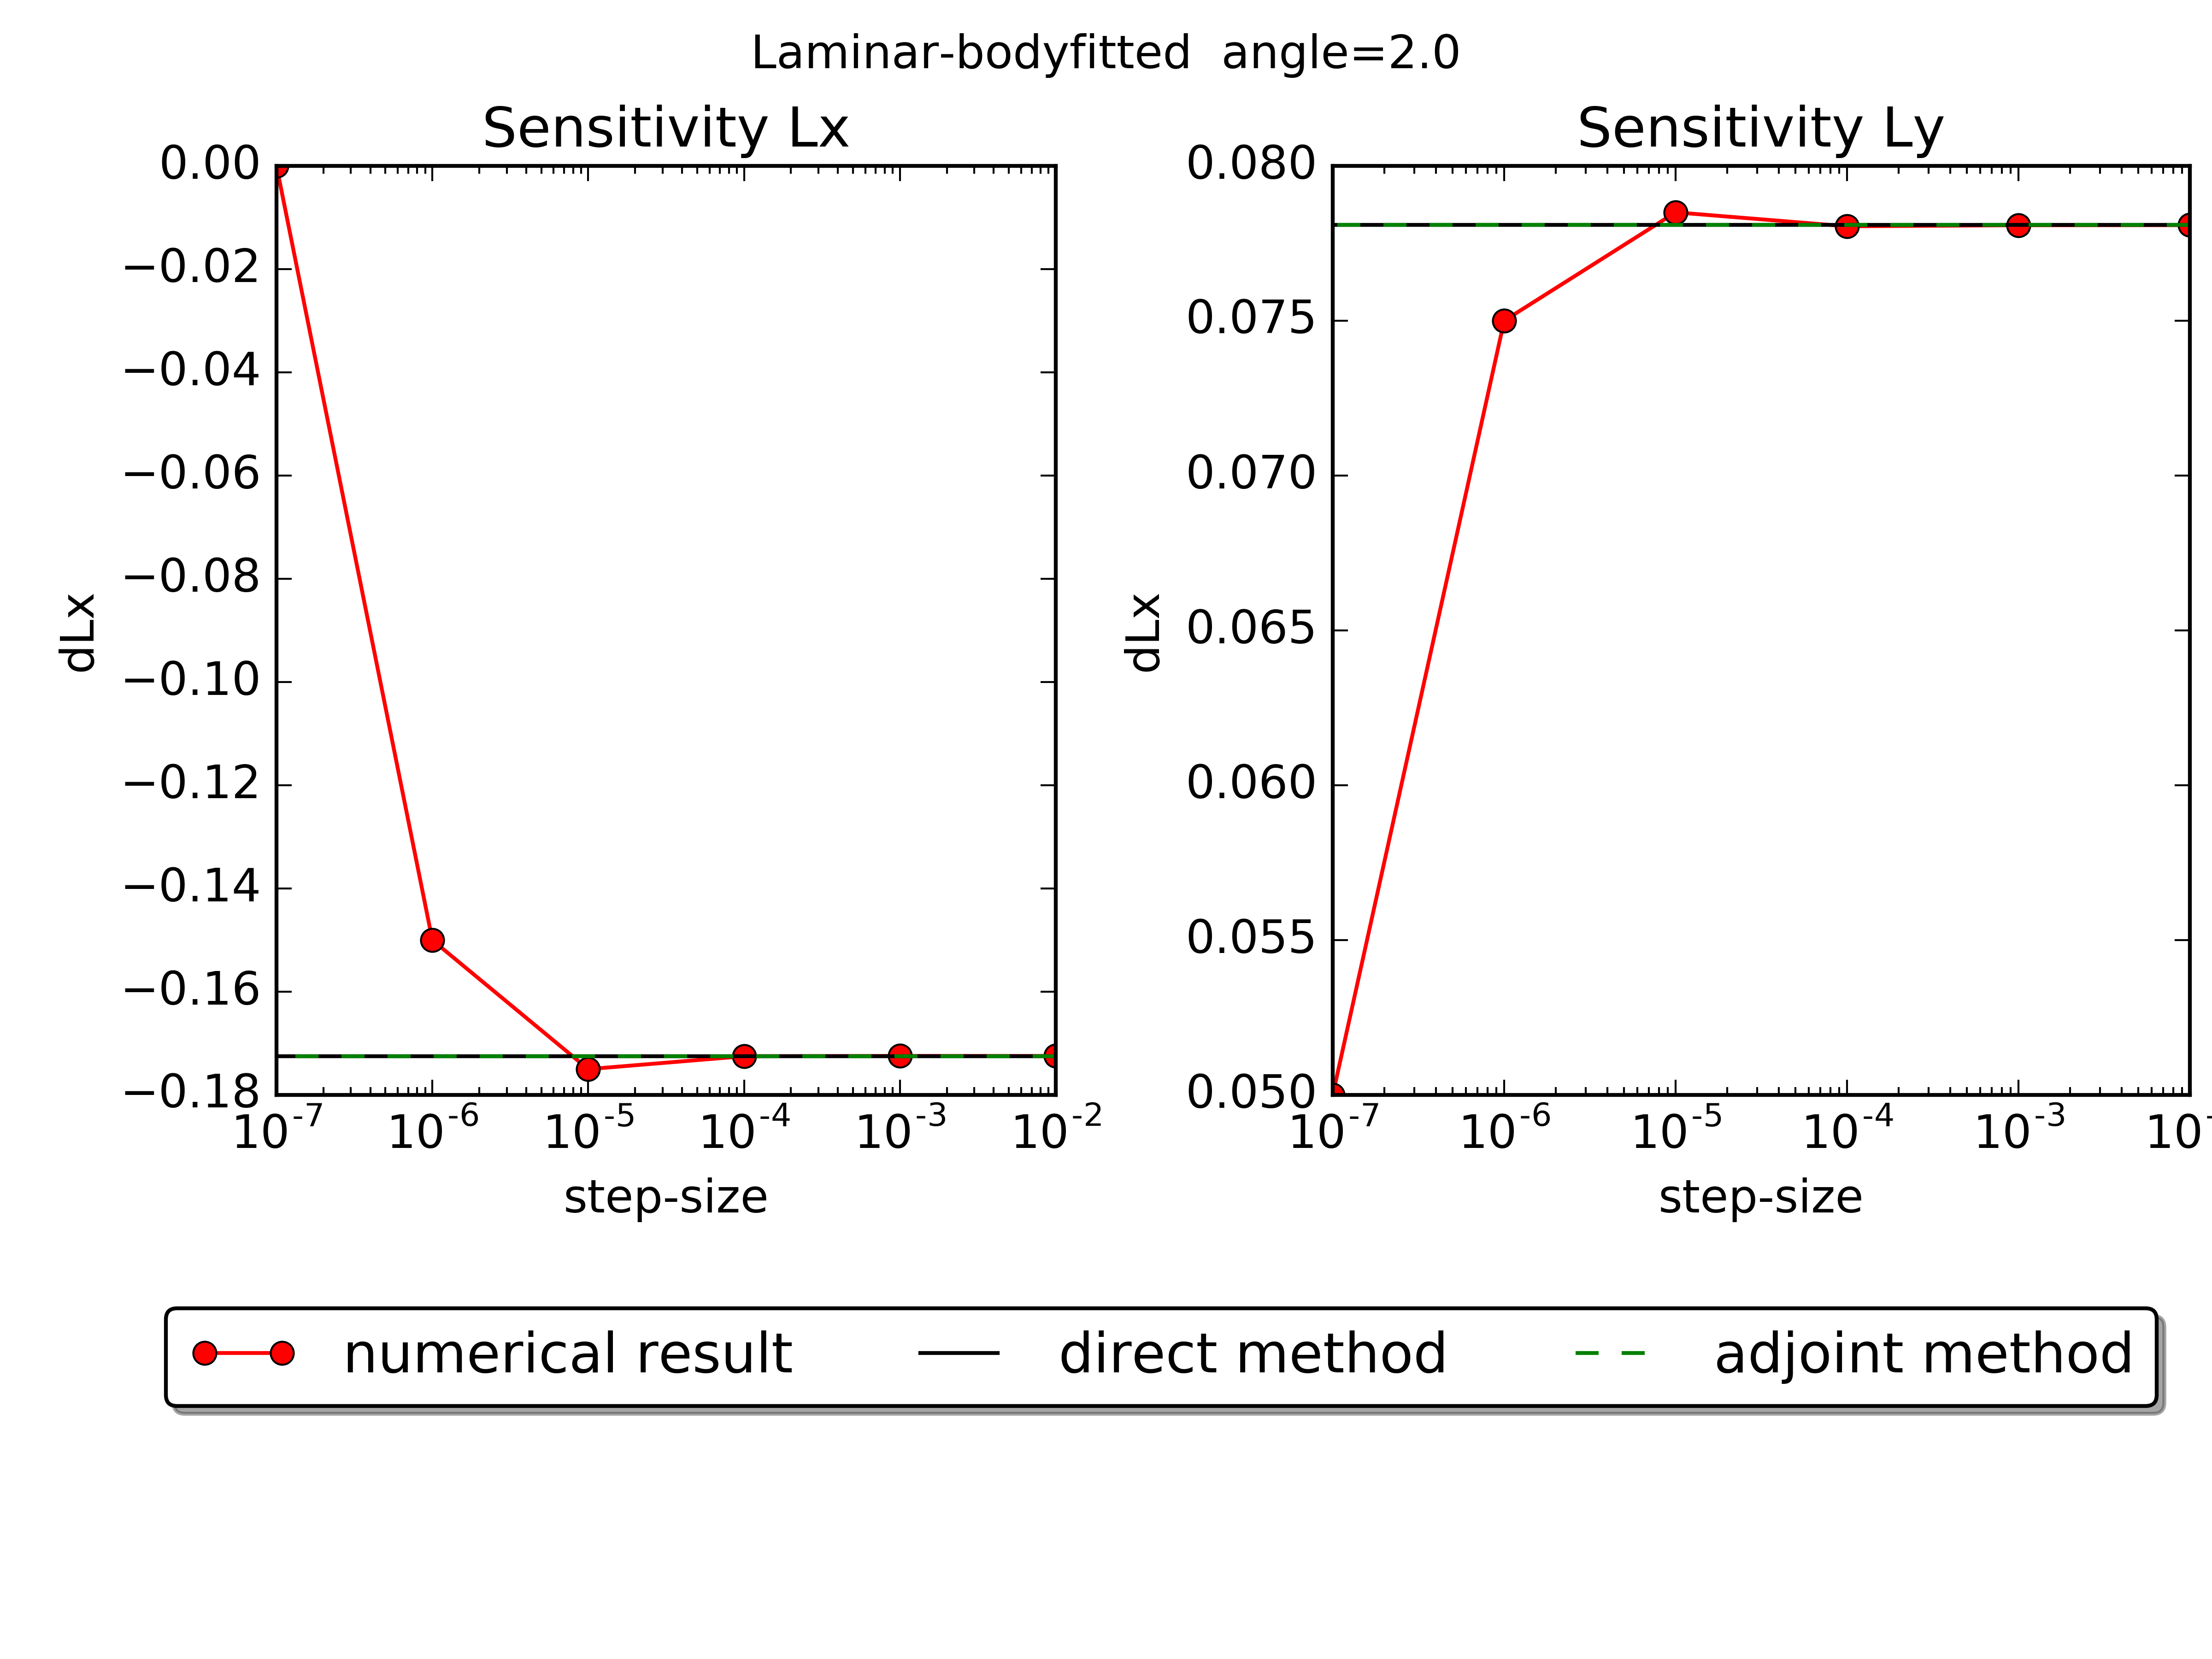 Laminar-bodyfitted  angle=2.0
Sensitivity Lx
0.00
−0.02
−0.04
−0.06
−0.08
−0.10
−0.12
−0.14
−0.16
−0.18
dLx
10^-7 10^-6 10^-5 10^-4 10^-3 10^-2
step-size
Sensitivity Ly
0.080
0.075
0.070
0.065
0.060
0.055
0.050
dLx
10^-7 10^-6 10^-5 10^-4 10^-3 10^-
step-size
numerical result direct method adjoint method